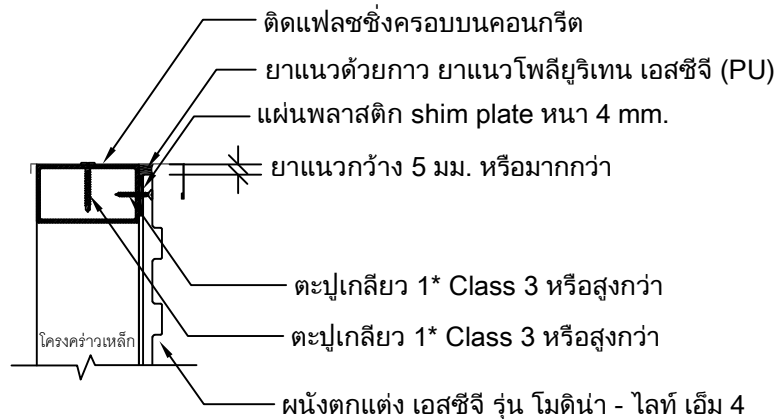 ติดแฟลชชิ่งครอบบนคอนกรีต
ยาแนวด้วยกาว ยาแนวโพลียูริเทน เอสซีจี (PU)
แผ่นพลาสติก shim plate หนา 4 mm.
ยาแนวกว้าง 5 มม. หรือมากกว่า
ตะปูเกลียว 1* Class 3 หรือสูงกว่า
ตะปูเกลียว 1* Class 3 หรือสูงกว่า
โครงคร่าวเหล็ก
ผนังตกแต่ง เอสซีจี รุ่น โมดิน่า - ไลท์ เอ็ม 4